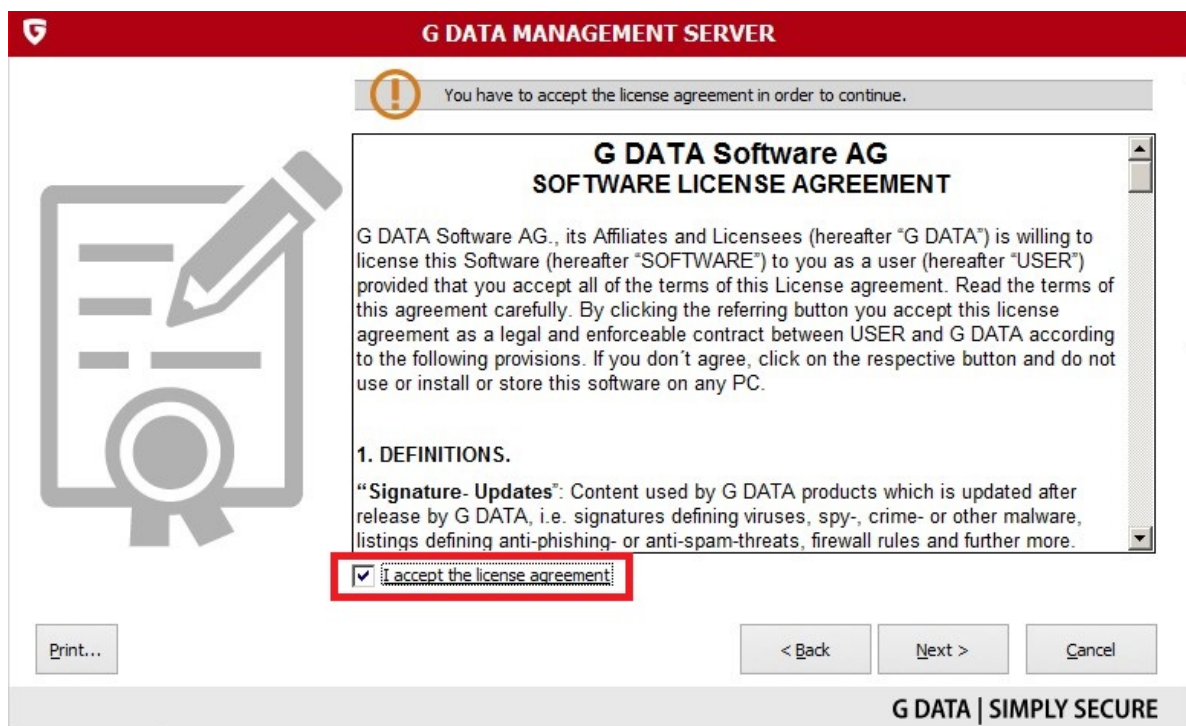 G DATA MANAGEMENT SERVER
You have to accept the license agreement in order to continue.
G DATA Software AG
SOFTWARE LICENSE AGREEMENT
G DATA Software AG., its Affiliates and Licensees (hereafter “G DATA”) is willing to
license this Software (hereafter “SOFTWARE”) to you as a user (hereafter “USER”)
provided that you accept all of the terms of this License agreement. Read the terms of
this agreement carefully. By clicking the referring button you accept this license
agreement as a legal and enforceable contract between USER and G DATA according
to the following provisions. If you don´t agree, click on the respective button and do not
use or install or store this software on any PC.
1. DEFINITIONS.
“Signature- Updates”: Content used by G DATA products which is updated after
release by G DATA, i.e. signatures defining viruses, spy-, crime- or other malware,
listings defining anti-phishing- or anti-spam-threats, firewall rules and further more.
I accept the license agreement
Print...
< Back
Next >
Cancel
G DATA | SIMPLY SECURE